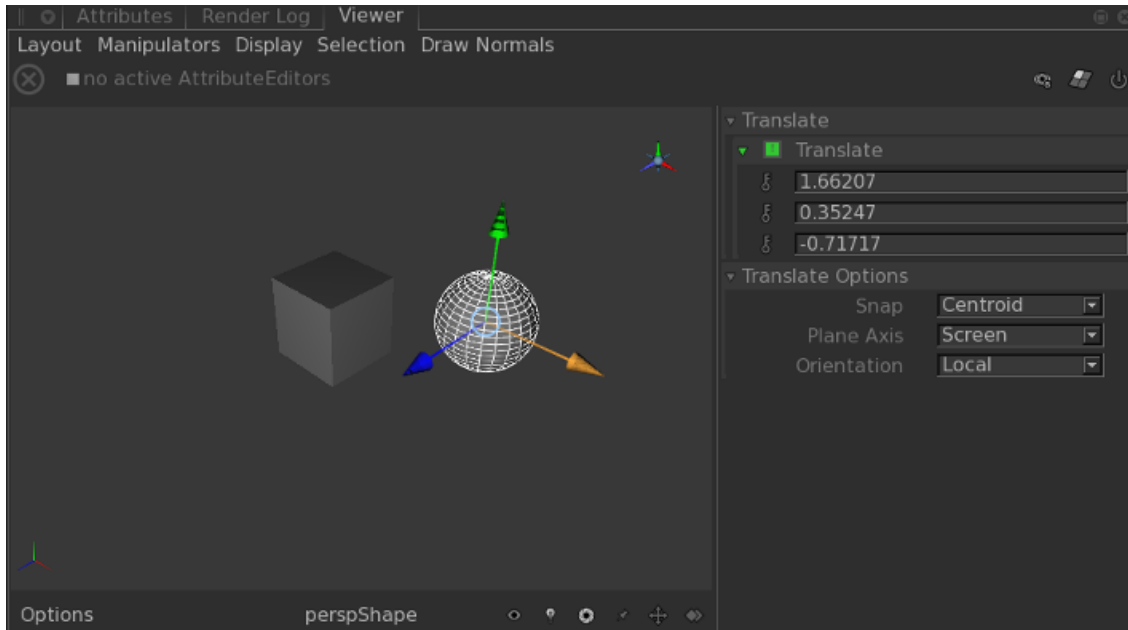 Attributes Render Log Viewer
Layout Manipulators Display Selection Draw Normals
no active AttributeEditors
Translate
Translate
1.66207
0.35247
-0.71717
Translate Options
Snap Centroid
Plane Axis Screen
Orientation Local
Options perspShape